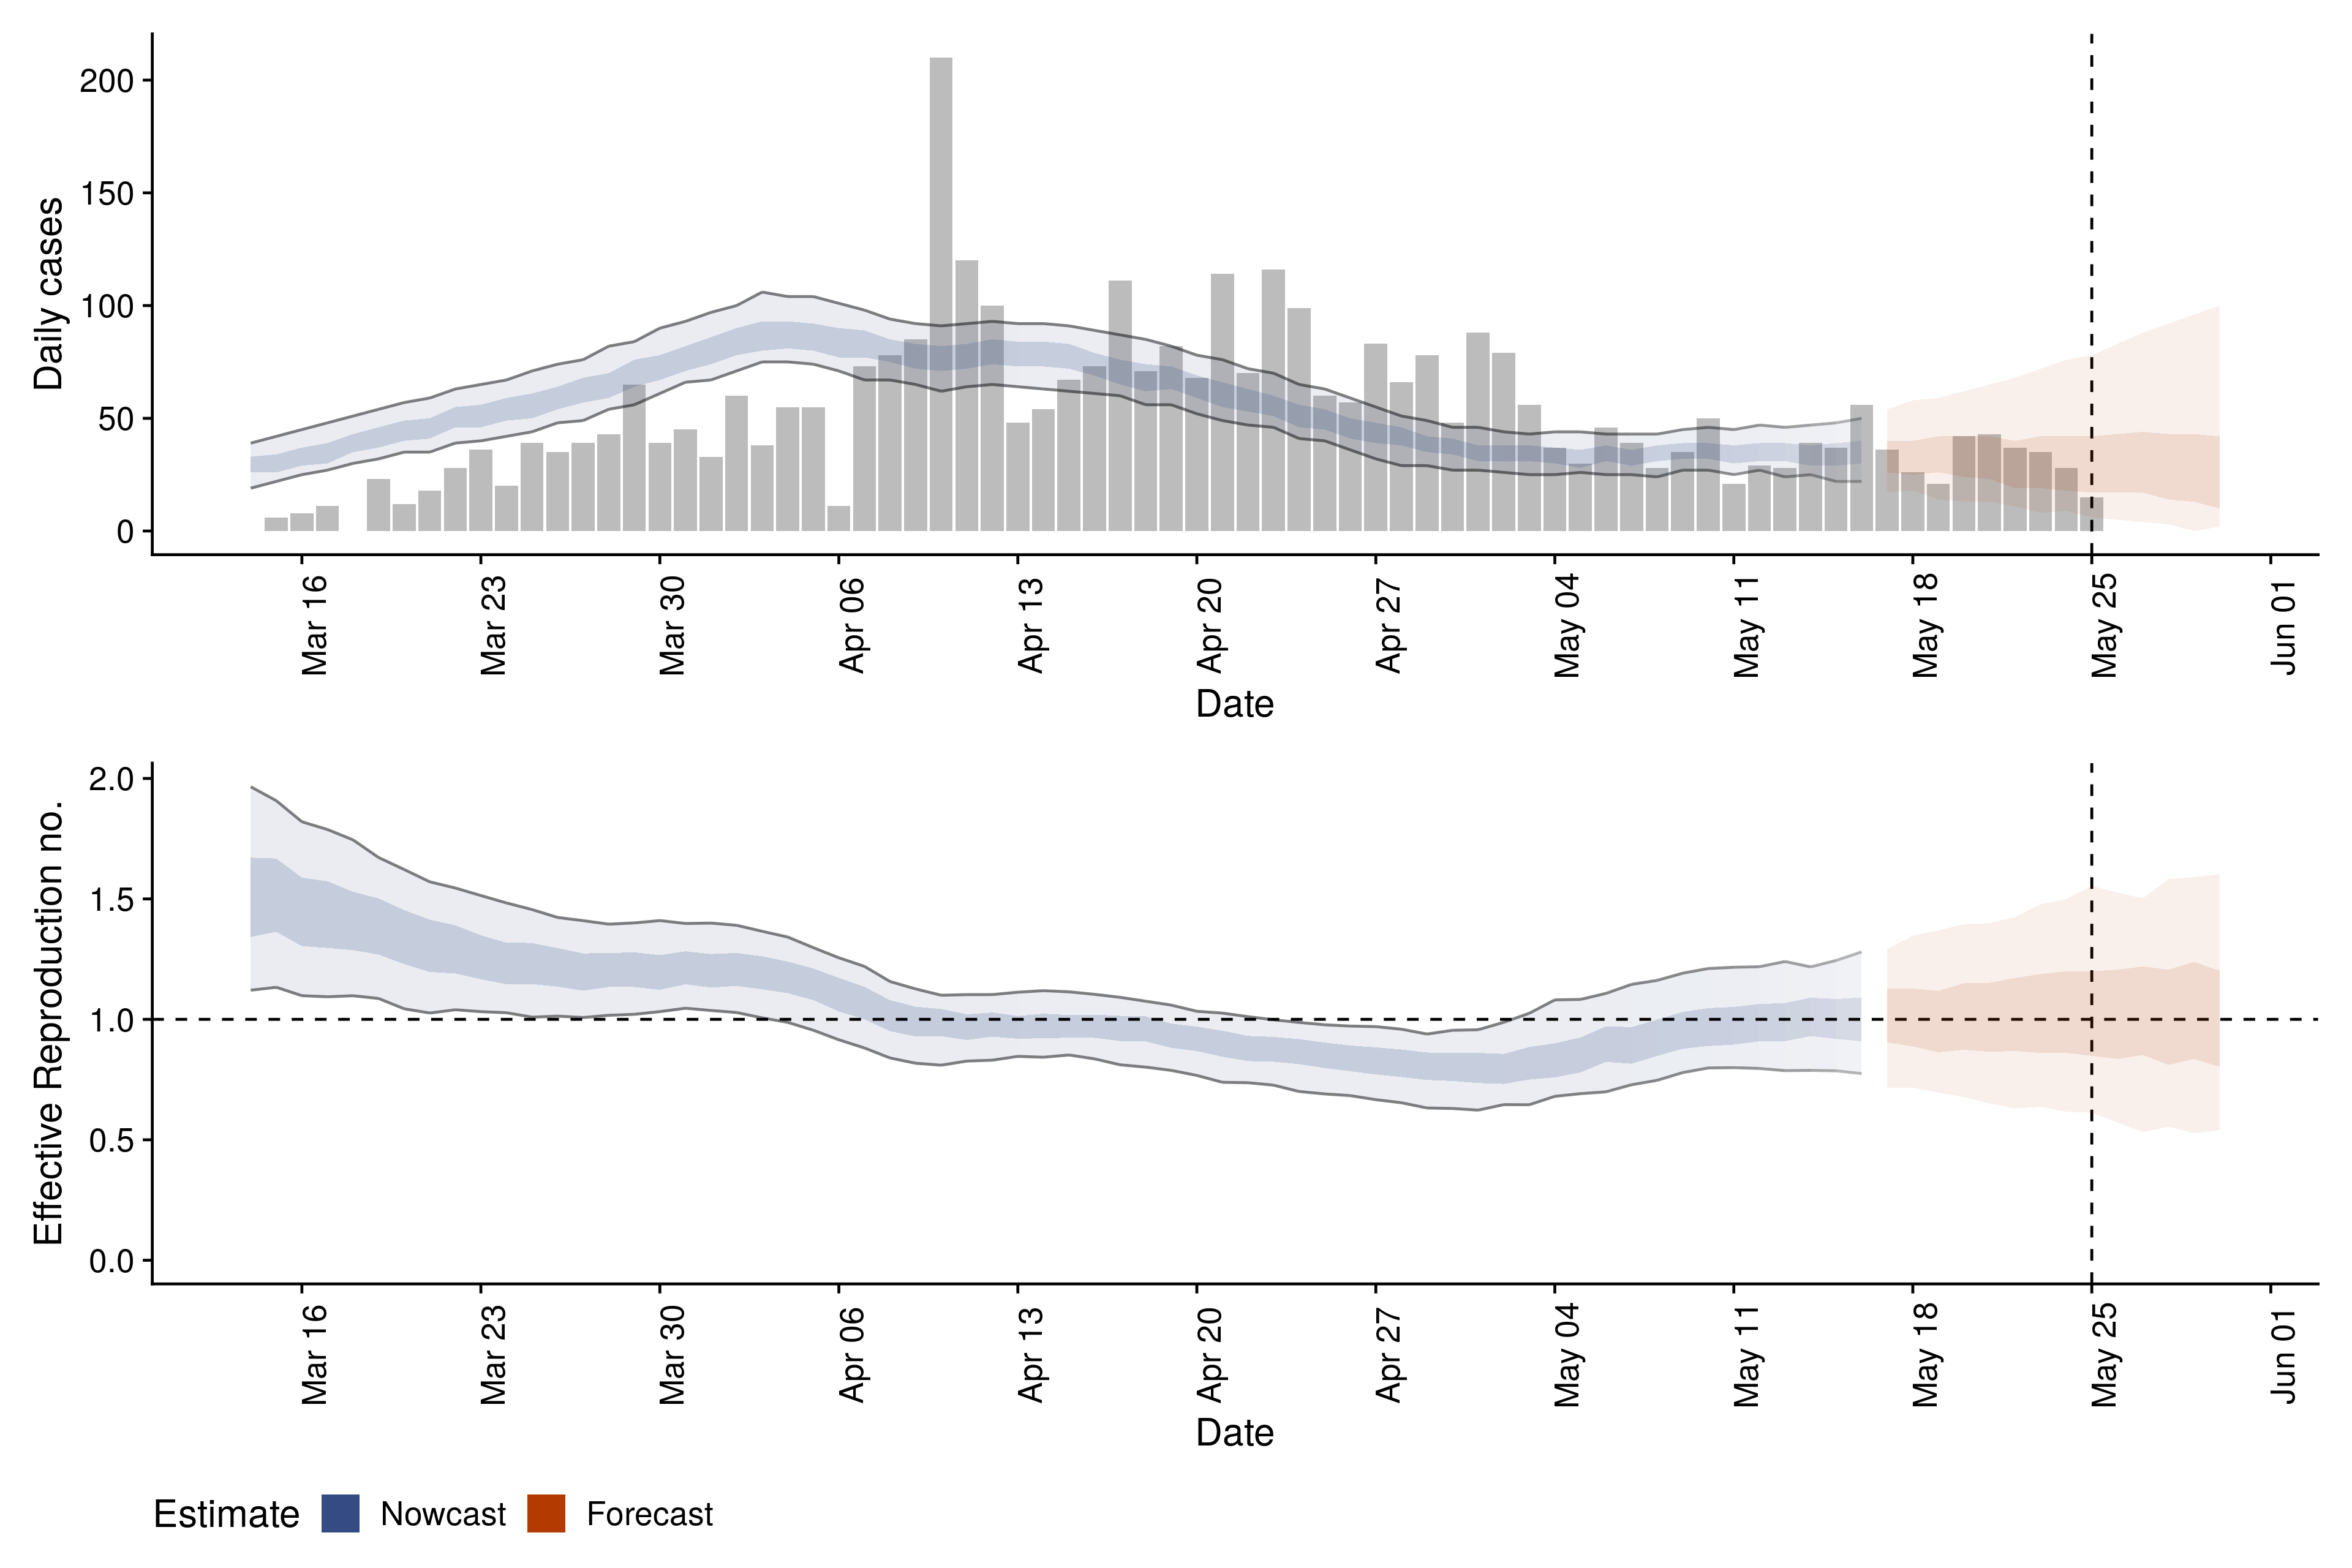 Daily cases
200
150
100
50
0
Mar 16
Mar 23
Mar 30
Apr 06
Apr 13
Apr 20
Apr 27
May 04
May 11
May 18
May 25
Jun 01
Date
Effective Reproduction no.
2.0
1.5
1.0
0.5
0.0
Mar 16
Mar 23
Mar 30
Apr 06
Apr 13
Apr 20
Apr 27
May 04
May 11
May 18
May 25
Jun 01
Date
Estimate Nowcast Forecast